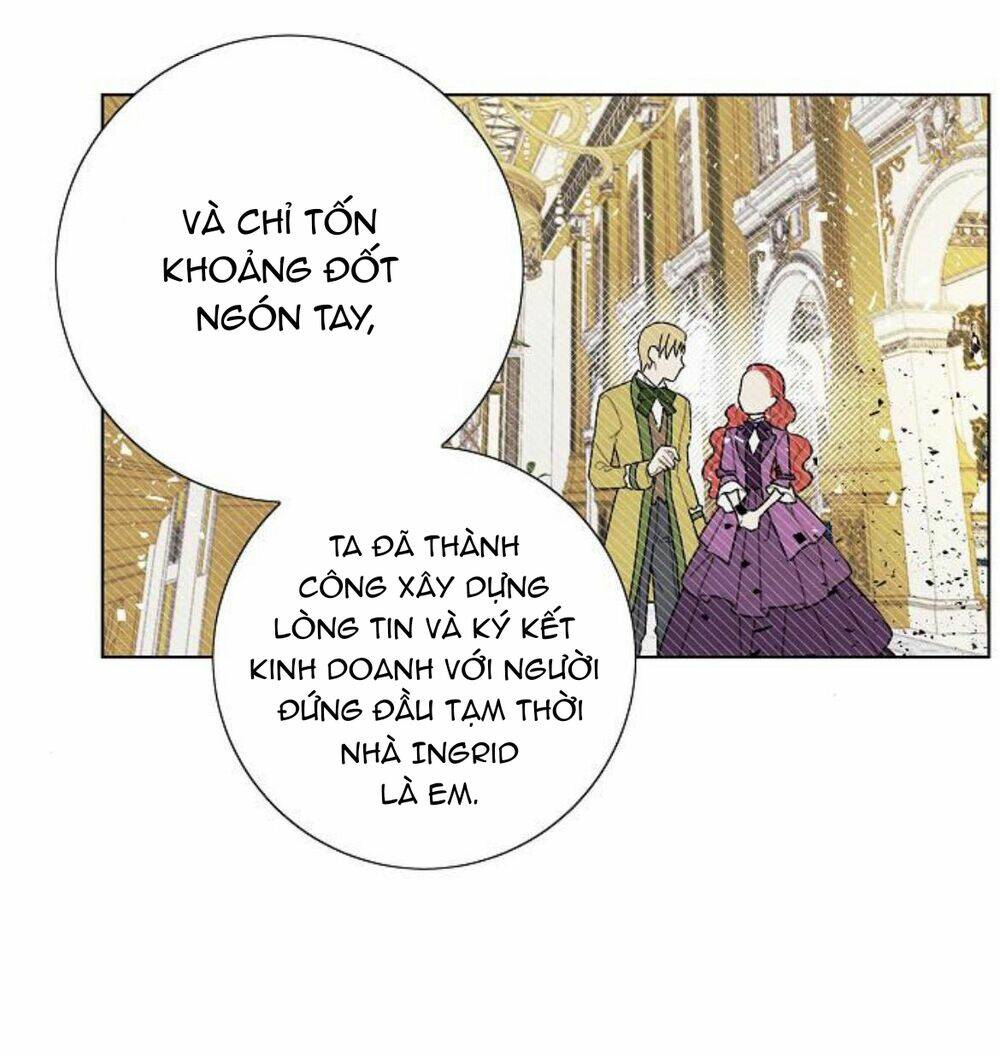 VÀ CHỈ TỐN
KHOẢNG ĐỐT
NGÓN TAY,
TA ĐÃ THÀNH
CÔNG XÂY DỰNG
LÒNG TIN VÀ KÝ KẾT
KINH DOANH VỚI NGƯỜI
ĐỨNG ĐẦU TẠM THỜI
NHÀ INGRID
LÀ EM.